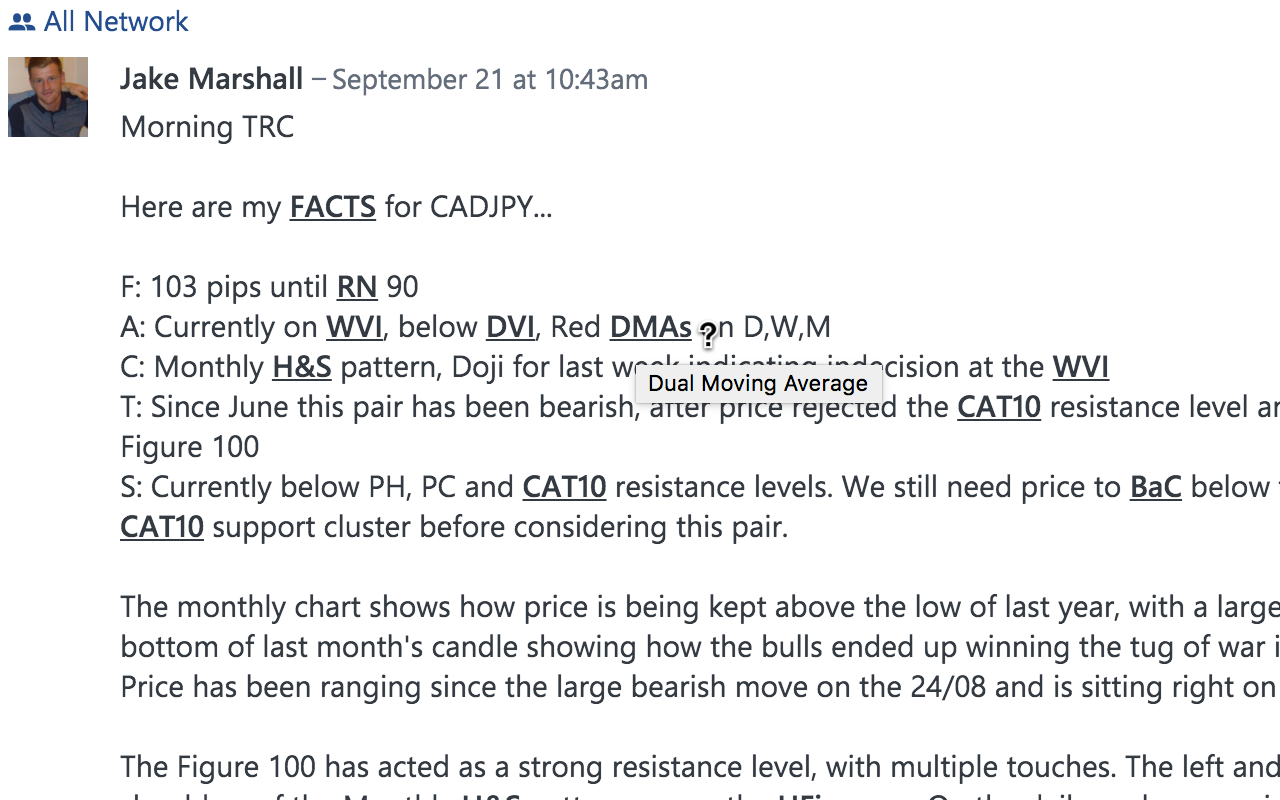 All Network
Jake Marshall – September 21 at 10:43am
Morning TRC
Here are my FACTS for CADJPY...
F: 103 pips until RN 90
A: Currently on WVI, below DVI, Red DMAs on D,W,M
C: Monthly H&S pattern, Doji for last week indicating indecision at the WVI
Dual Moving Average
T: Since June this pair has been bearish, after price rejected the CAT10 resistance level
Figure 100
S: Currently below PH, PC and CAT10 resistance levels. We still need price to BaC below
CAT10 support cluster before considering this pair.
The monthly chart shows how price is being kept above the low of last year, with a large
bottom of last month's candle showing how the bulls ended up winning the tug of war
Price has been ranging since the large bearish move on the 24/08 and is sitting right on
The Figure 100 has acted as a strong resistance level, with multiple touches. The left and